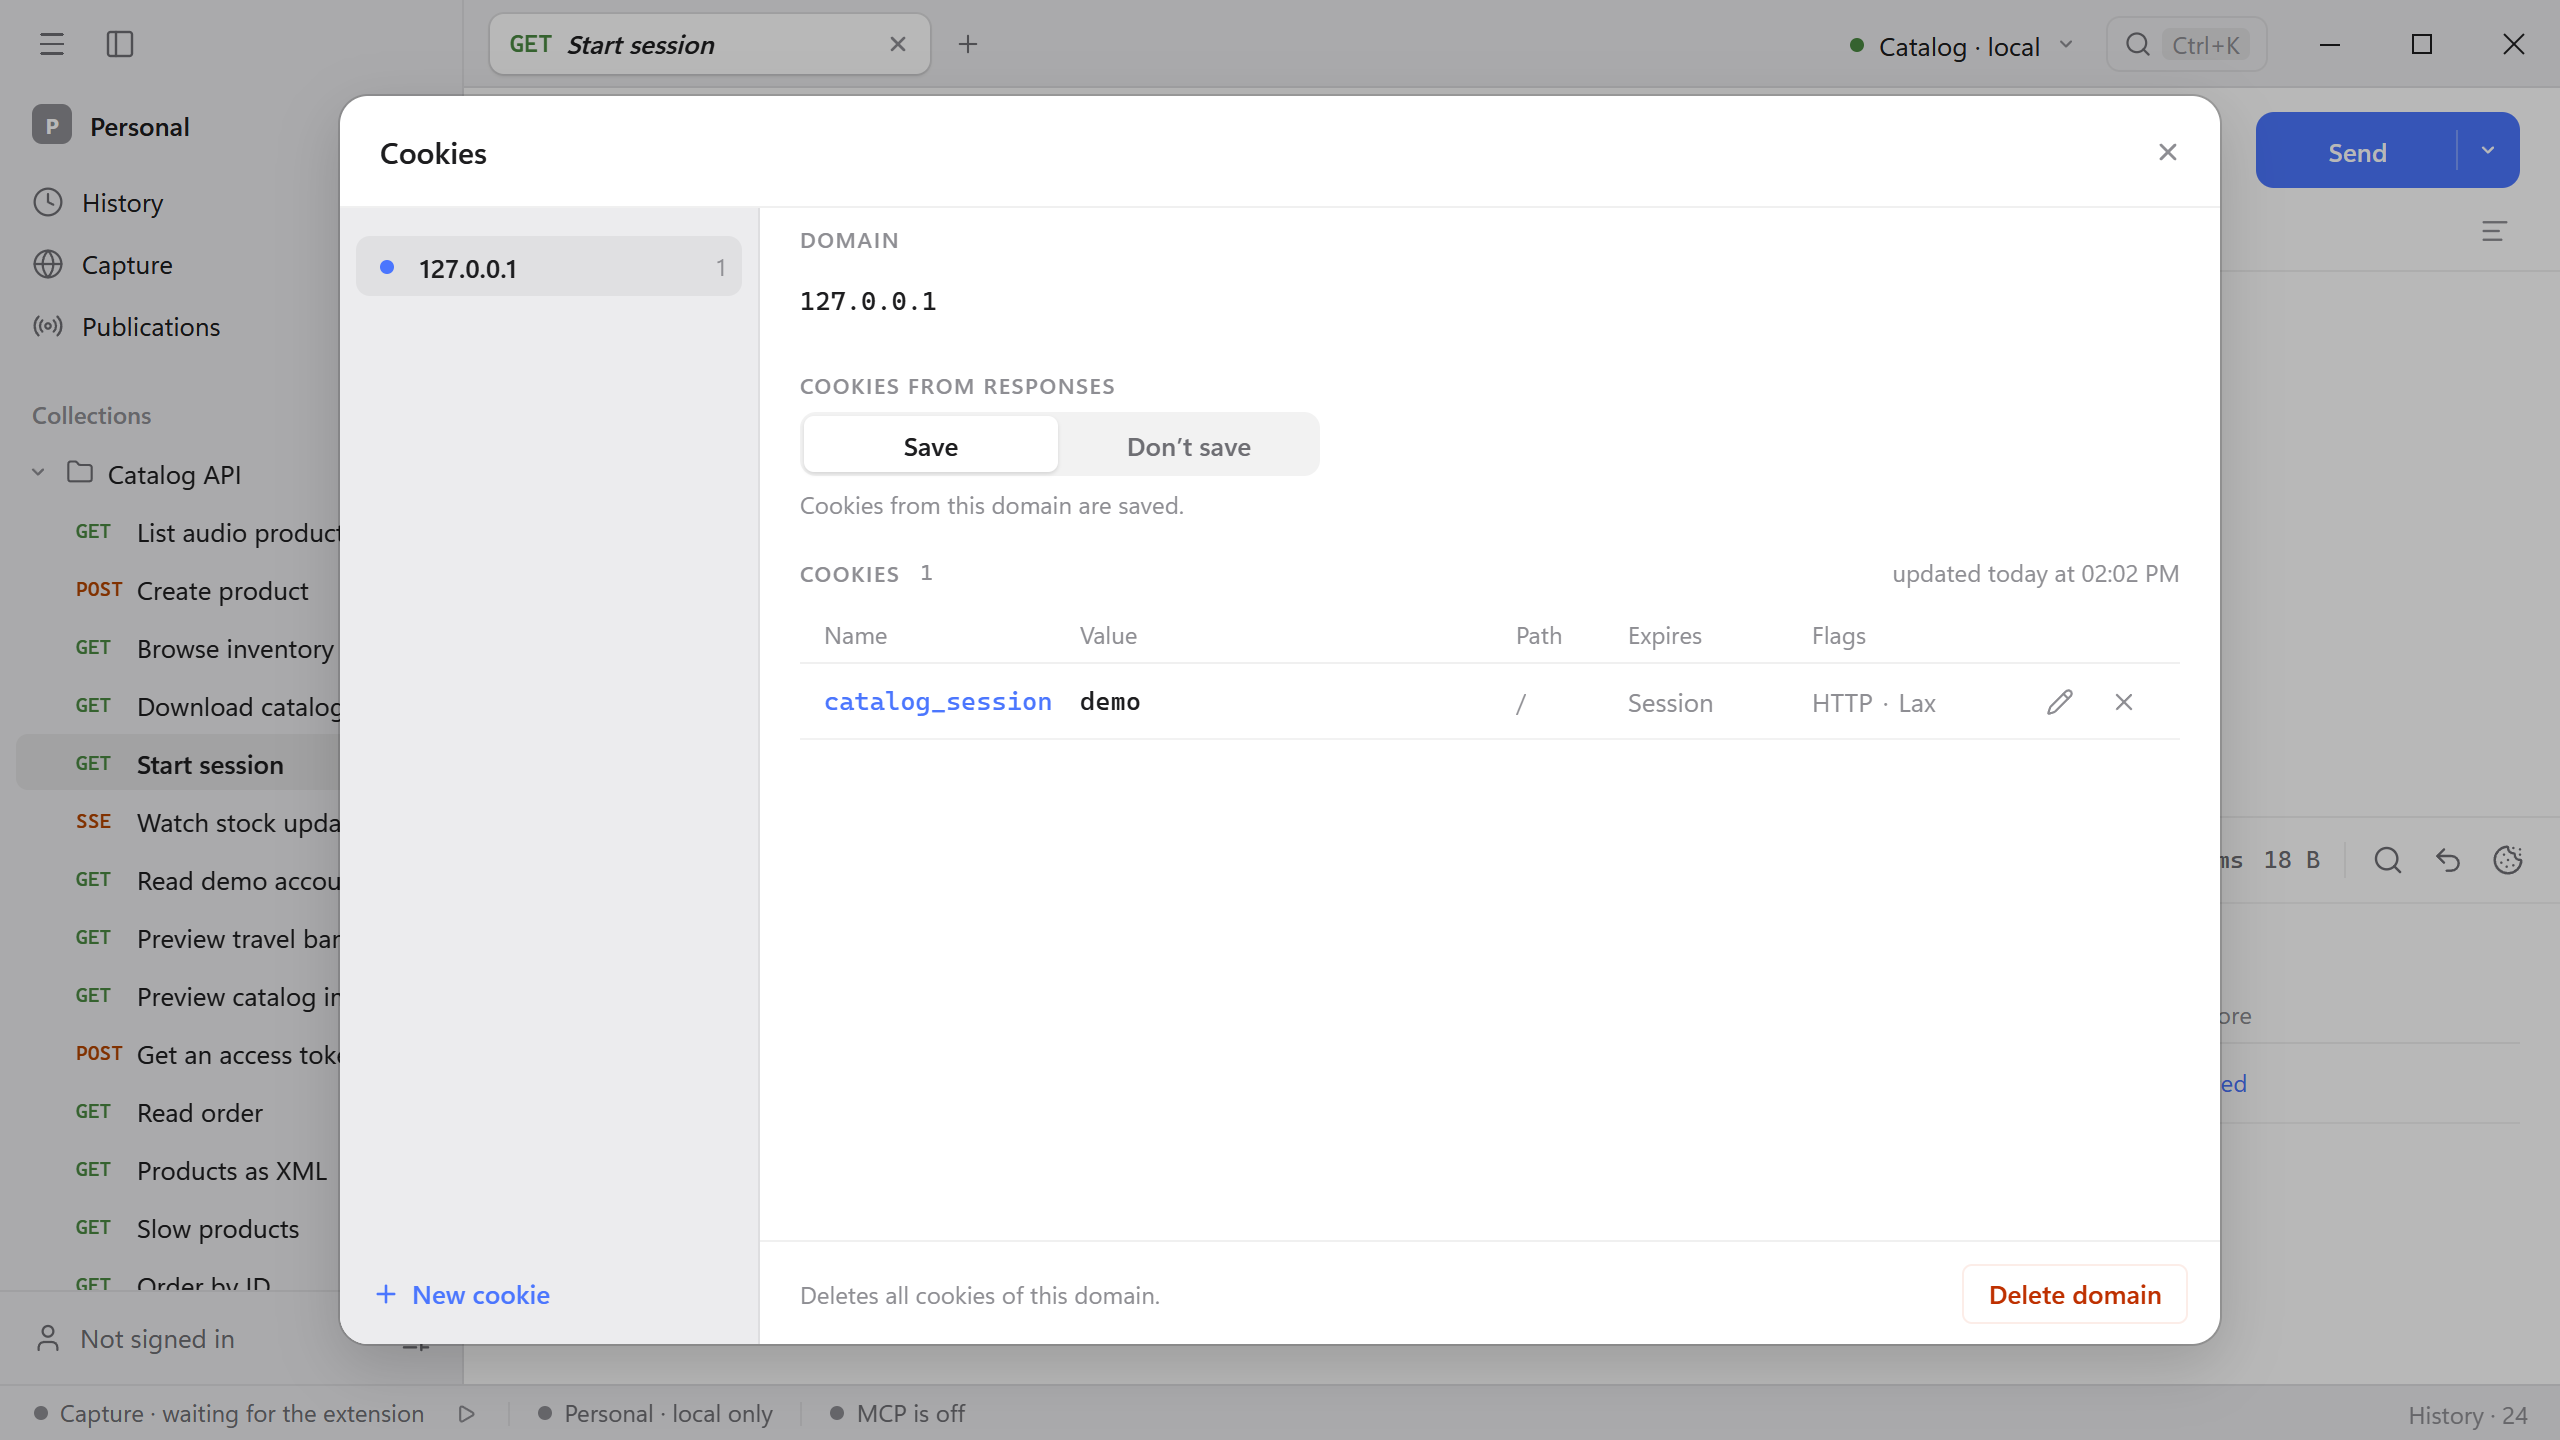 GET Start session
Catalog · local
Ctrl+K
P Personal
History
Capture
Publications
Collections
Catalog API
GET List audio product
POST Create product
GET Browse inventory
GET Download catalog
GET Start session
SSE Watch stock upda
GET Read demo accou
GET Preview travel bar
GET Preview catalog in
POST Get an access toke
GET Read order
GET Products as XML
GET Slow products
GET Order by ID
Not signed in
Send
Cookies
127.0.0.1 1
New cookie
DOMAIN
127.0.0.1
COOKIES FROM RESPONSES
Save Don’t save
Cookies from this domain are saved.
COOKIES 1 updated today at 02:02 PM
Name Value Path Expires Flags
catalog_session demo / Session HTTP · Lax
Deletes all cookies of this domain.
Delete domain
ms 18 B
ore
ed
Capture · waiting for the extension
Personal · local only
MCP is off
History · 24